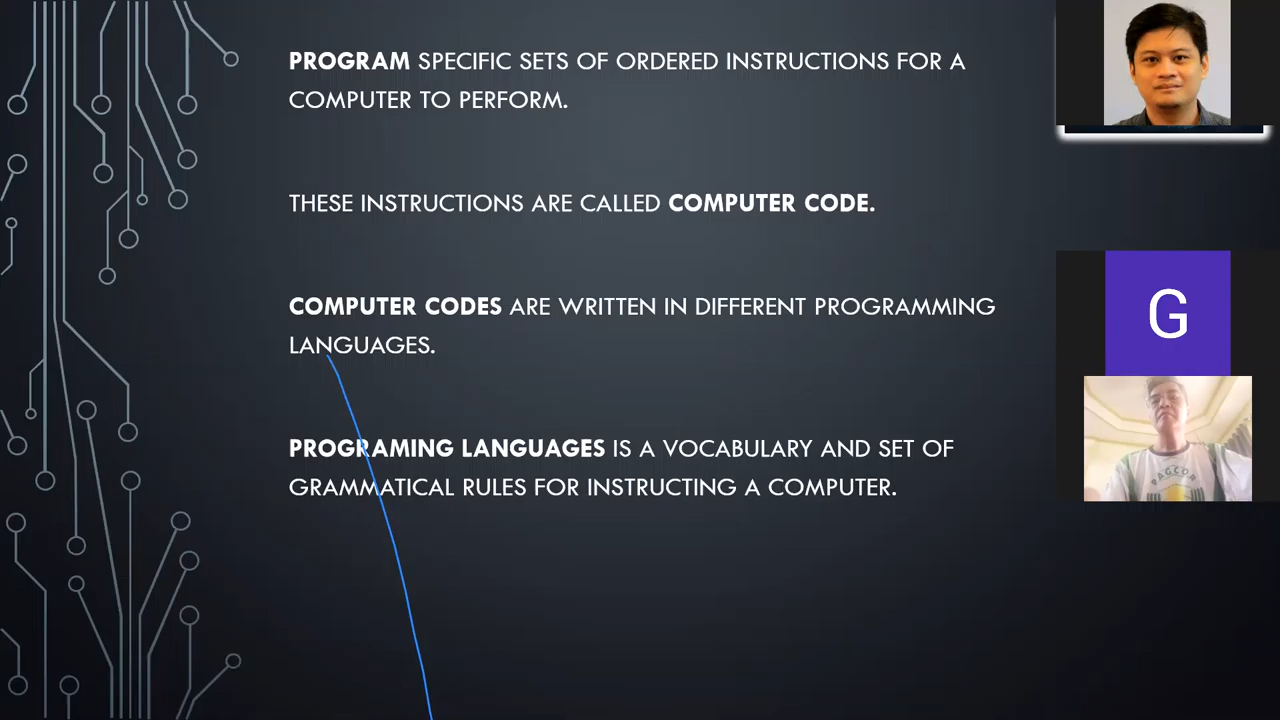 PROGRAM SPECIFIC SETS OF ORDERED INSTRUCTIONS FOR A
COMPUTER TO PERFORM.
THESE INSTRUCTIONS ARE CALLED COMPUTER CODE.
COMPUTER CODES ARE WRITTEN IN DIFFERENT PROGRAMMING
LANGUAGES.
PROGRAMING LANGUAGES IS A VOCABULARY AND SET OF
GRAMMATICAL RULES FOR INSTRUCTING A COMPUTER.
G
PAGCOR